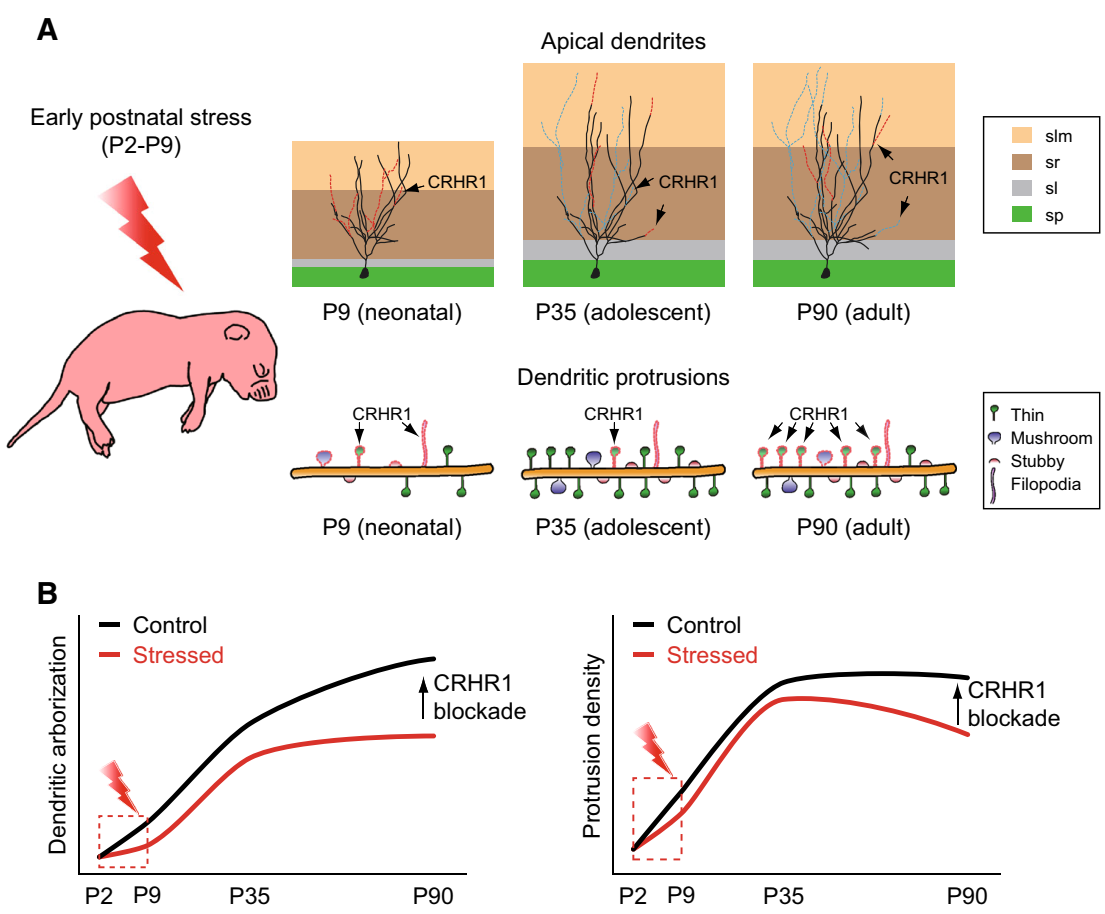 A
Apical dendrites
Early postnatal stress
(P2-P9)
CRHR1
CRHR1
CRHR1
slm
sr
sl
sp
P9 (neonatal)
P35 (adolescent)
P90 (adult)
Dendritic protrusions
CRHR1
CRHR1
CRHR1
Thin
Mushroom
Stubby
Filopodia
P9 (neonatal)
P35 (adolescent)
P90 (adult)
B
Dendritic arborization
Control
Stressed
CRHR1
blockade
P2
P9
P35
P90
Protrusion density
Control
Stressed
CRHR1
blockade
P2
P9
P35
P90